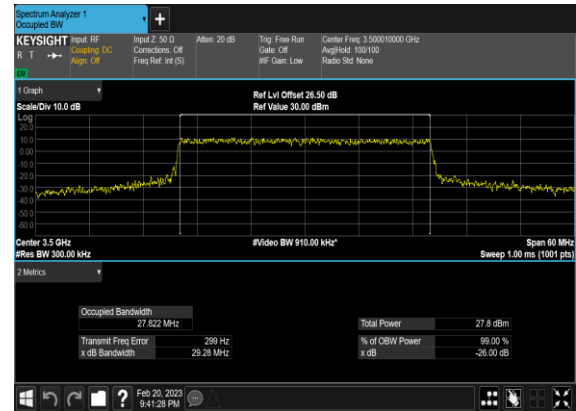 Spectrum Analyzer 1
Occupied BW
KEYSIGHT Input: RF Input Z: 50 Ω Atten: 20 dB Trig: Free Run Center Freq: 3.500010000 GHz
R T Coupling: DC Corrections: Off Gate: Off Avg|Hold: 100/100
Align: Off Freq Ref: Int (S) #IF Gain: Low Radio Std: None
1 Graph
Ref Lvl Offset 26.50 dB
Scale/Div 10.0 dB Ref Value 30.00 dBm
Log
20.0
10.0
0.00
-10.0
-20.0
-30.0
-40.0
-50.0
-60.0
Center 3.5 GHz #Video BW 910.00 kHz* Span 60 MHz
#Res BW 300.00 kHz Sweep 1.00 ms (1001 pts)
2 Metrics
Occupied Bandwidth
27.822 MHz Total Power 27.8 dBm
Transmit Freq Error 299 Hz % of OBW Power 99.00 %
x dB Bandwidth 29.28 MHz x dB -26.00 dB
Feb 20, 2023
9:41:28 PM